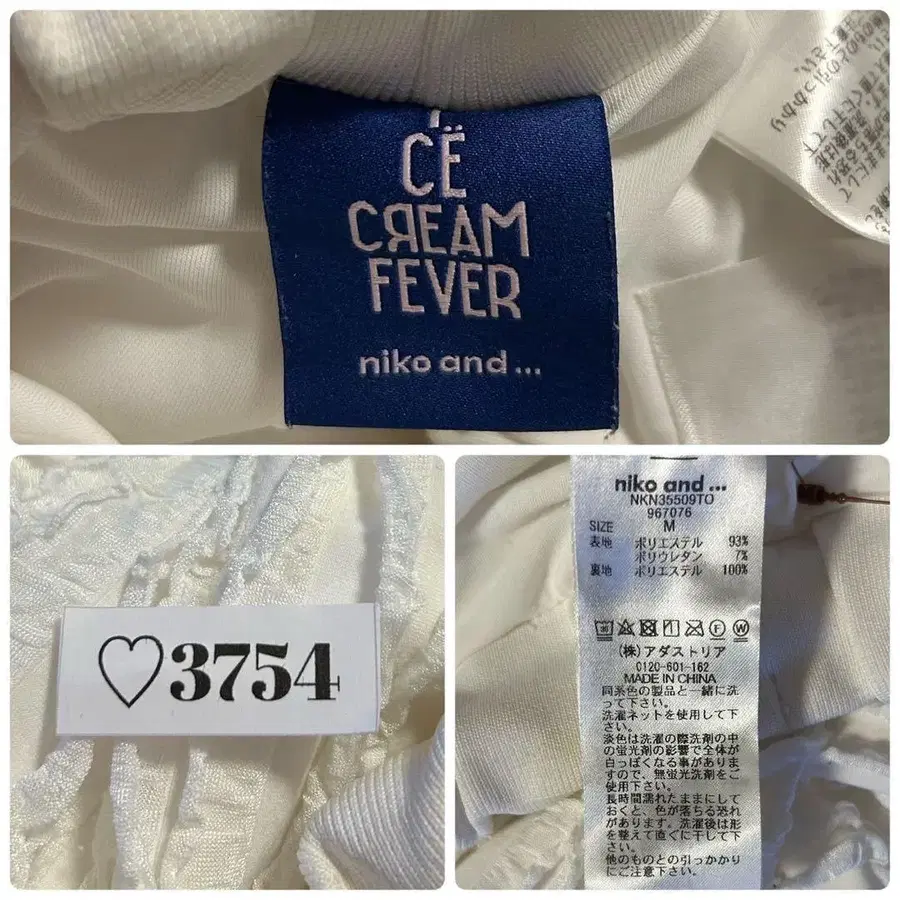 CË
CЯEAM
FEVER
niko and ...
♡3754
niko and ...
NKN35509TO
967076
SIZE M
表地 ポリエステル 93%
ポリウレタン 7%
裏地 ポリエステル 100%
(株)アダストリア
0120-601-162
MADE IN CHINA
同系色の製品と一緒に洗
って下さい。
洗濯ネットを使用して下
さい。
淡色は洗濯の際洗剤の中
の蛍光剤の影響で全体が
白っぽくなる事がありま
すので、無蛍光洗剤をご
使用下さい。
長時間濡れたままにして
おくと、色が落ちる恐れ
があります。洗濯後は形
を整えて直ぐに干して下
さい。
他のものとの引っかかり
にご注意下さい。